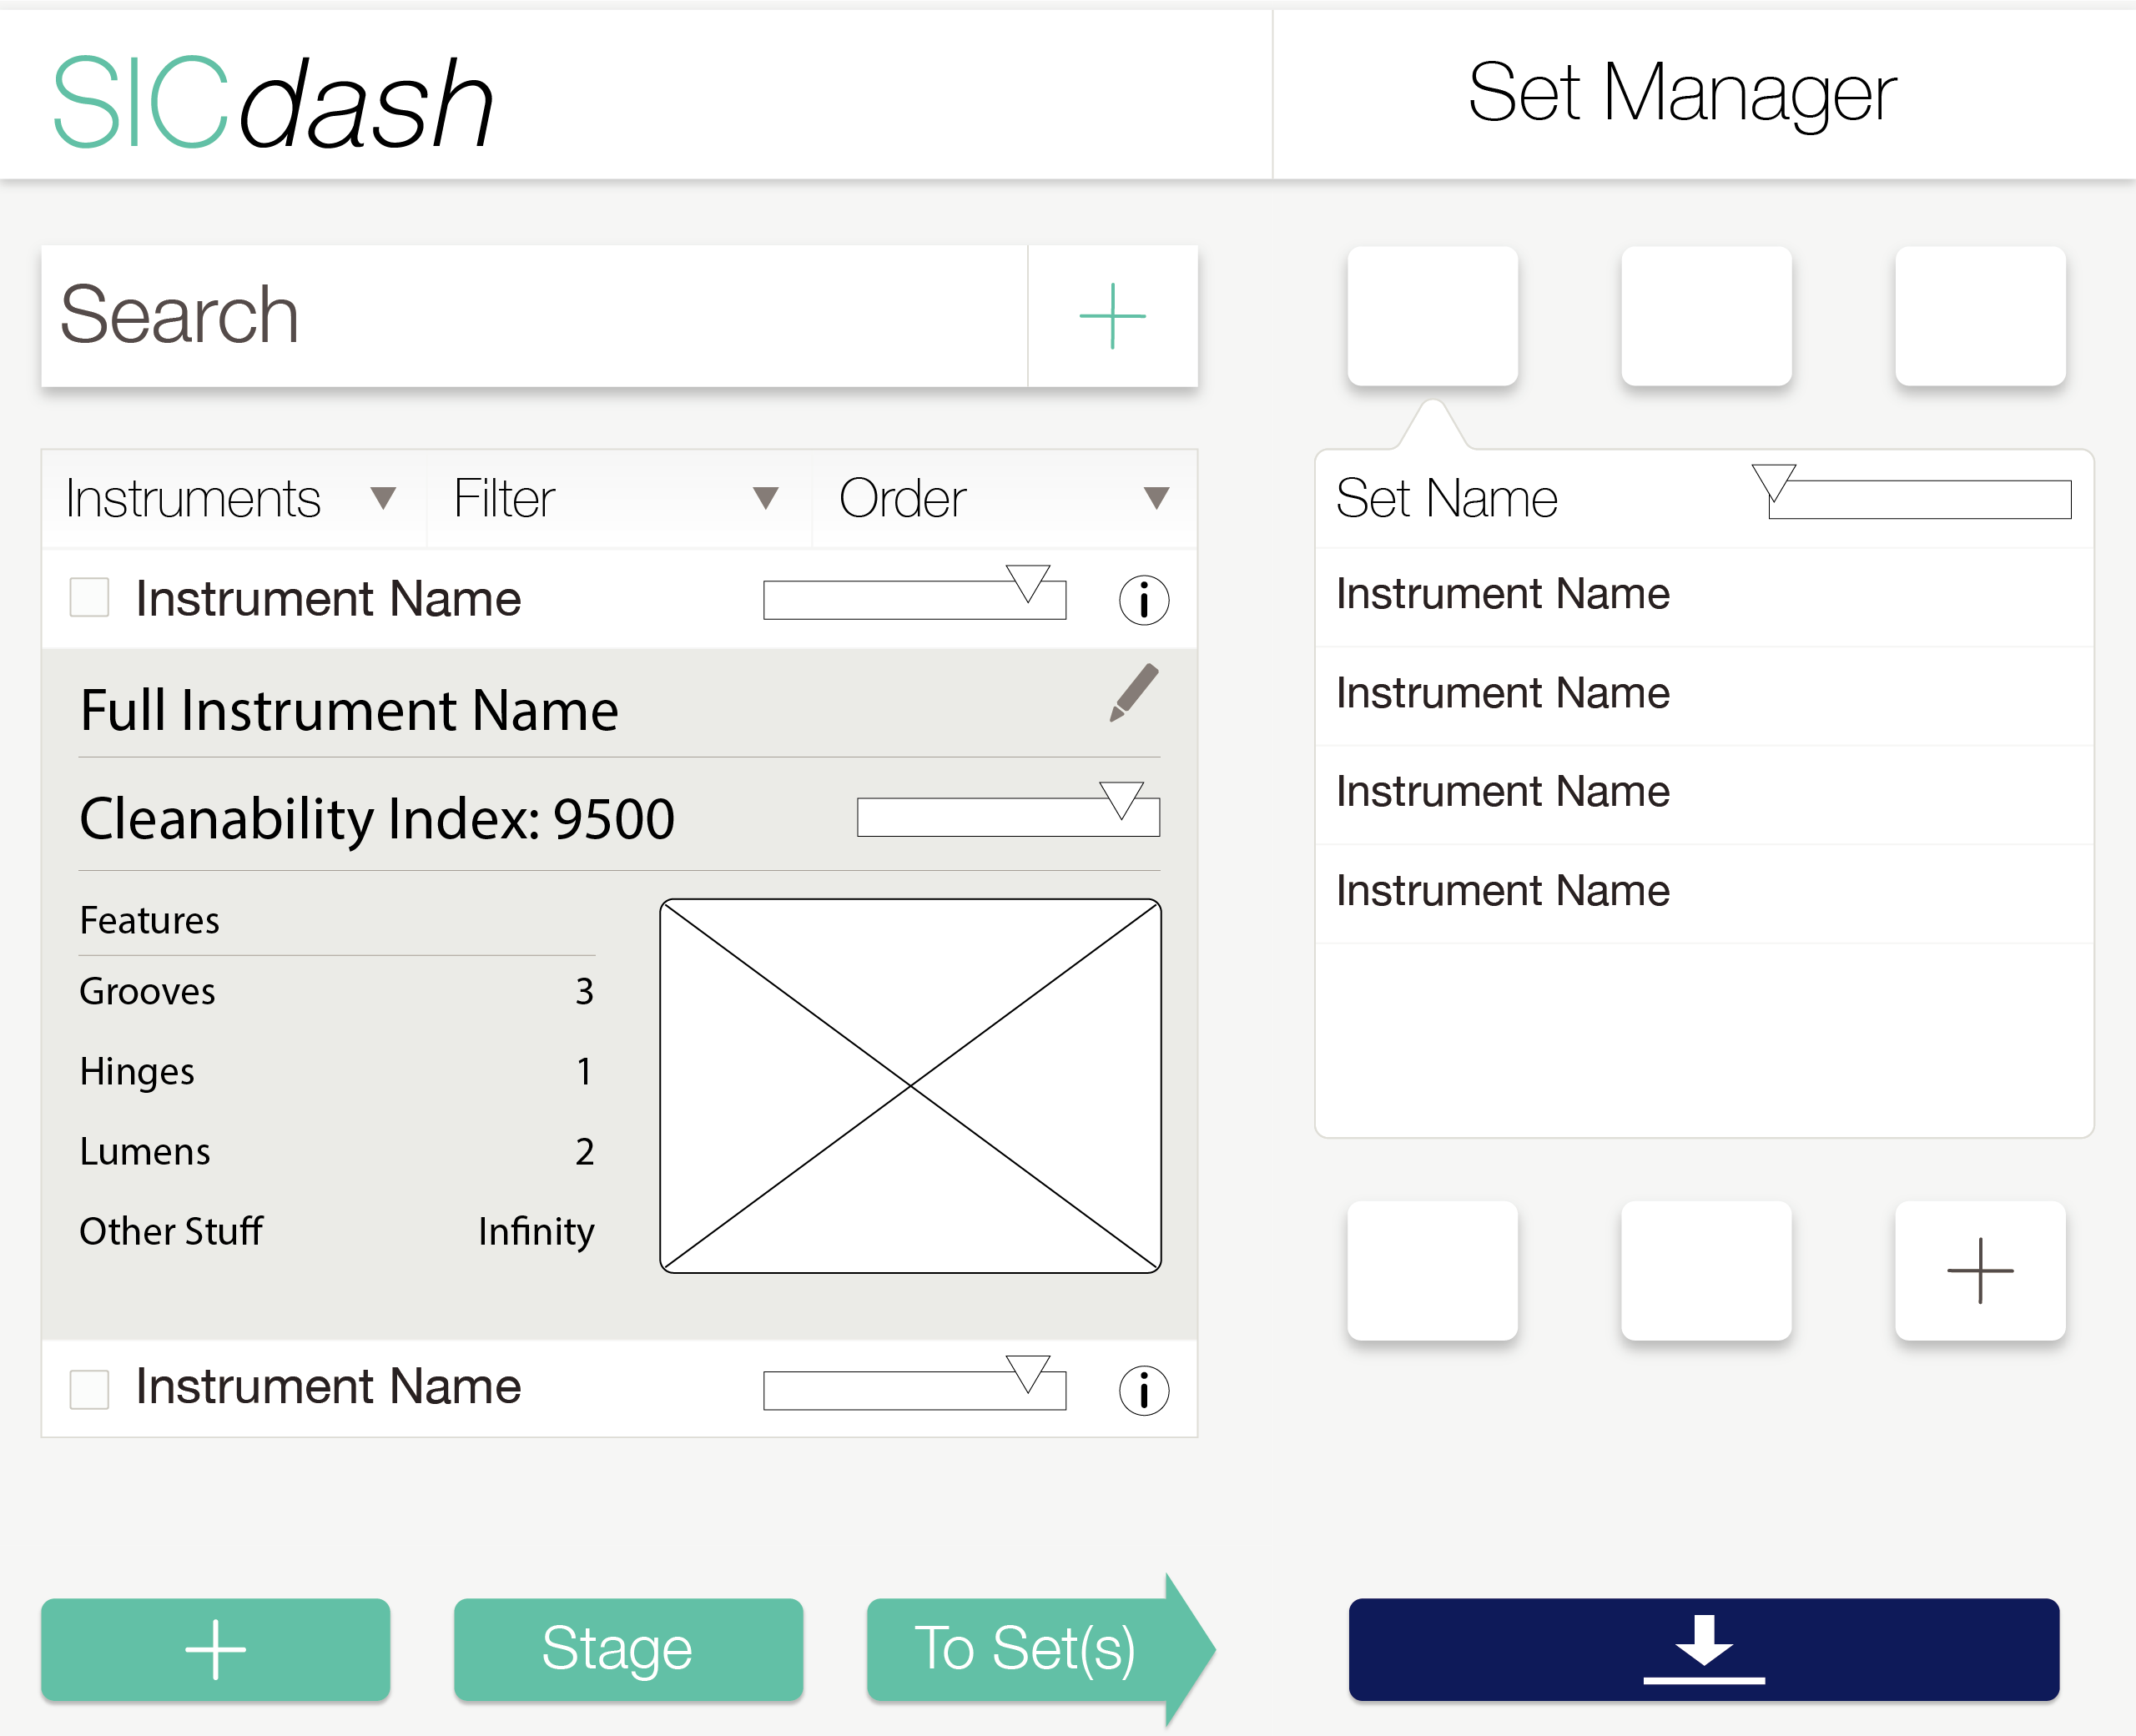 SICdash
Set Manager
Search
Instruments
Filter
Order
Instrument Name
Full Instrument Name
Cleanability Index: 9500
Features
Grooves 3
Hinges 1
Lumens 2
Other Stuff Infinity
Instrument Name
Set Name
Instrument Name
Instrument Name
Instrument Name
Instrument Name
Stage
To Set(s)